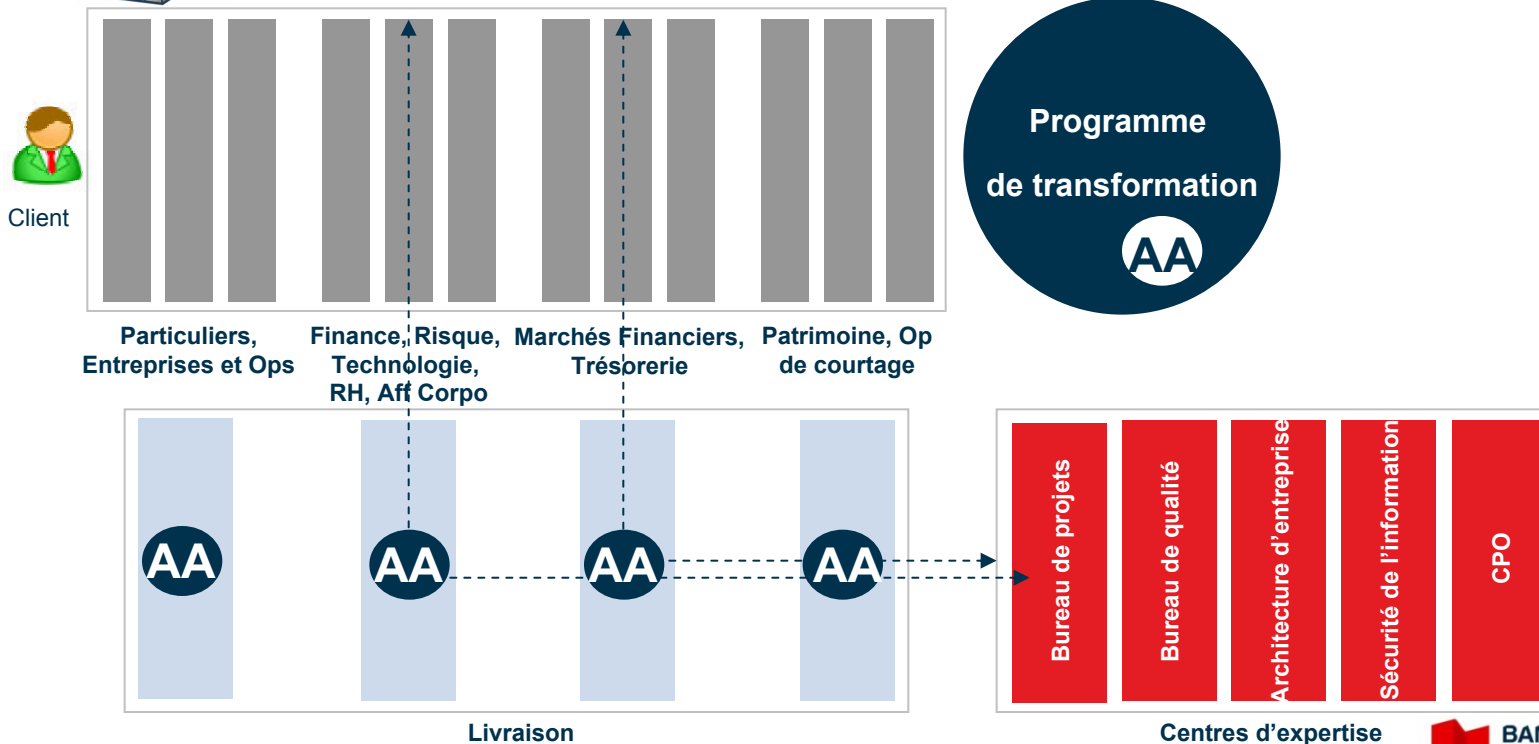 Programme
de transformation
AA
Client
Particuliers,
Entreprises et Ops
Finance, Risque,
Technologie,
RH, Aff Corpo
Marchés Financiers,
Trésorerie
Patrimoine, Op
de courtage
AA
AA
AA
AA
Bureau de projets
Bureau de qualité
Architecture d'entreprise
Sécurité de l'information
CPO
Livraison
Centres d'expertise